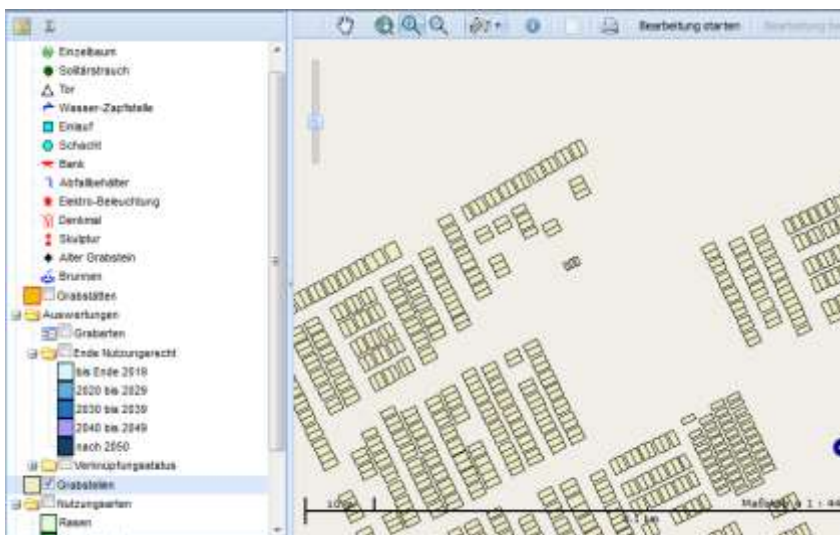 Bearbeitung starten
Einzelbaum
Solitärstrauch
Tor
Wasser-Zapfstelle
Einlauf
Schacht
Bank
Abfallbehälter
Elektro-Beleuchtung
Denkmal
Skulptur
Alter Grabstein
Brunnen
Grabstätten
Auswertungen
Grabarten
Ende Nutzungsrecht
bis Ende 2019
2020 bis 2029
2030 bis 2039
2040 bis 2049
nach 2050
Verknüpfungsstatus
Grabstellen
Nutzungsarten
Rasen